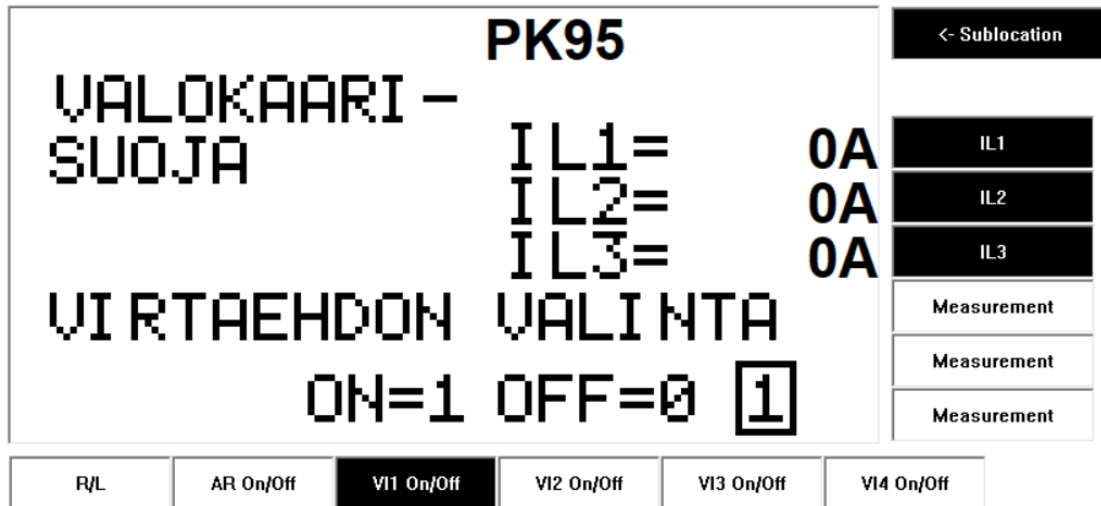 PK95
<- Sublocation
VALOKAARI-
SUOJA
IL1= 0A
IL2= 0A
IL3= 0A
VIRTAEHDON VALINTA
ON=1 OFF=0 1
IL1
IL2
IL3
Measurement
Measurement
Measurement
R/L AR On/Off VI1 On/Off VI2 On/Off VI3 On/Off VI4 On/Off